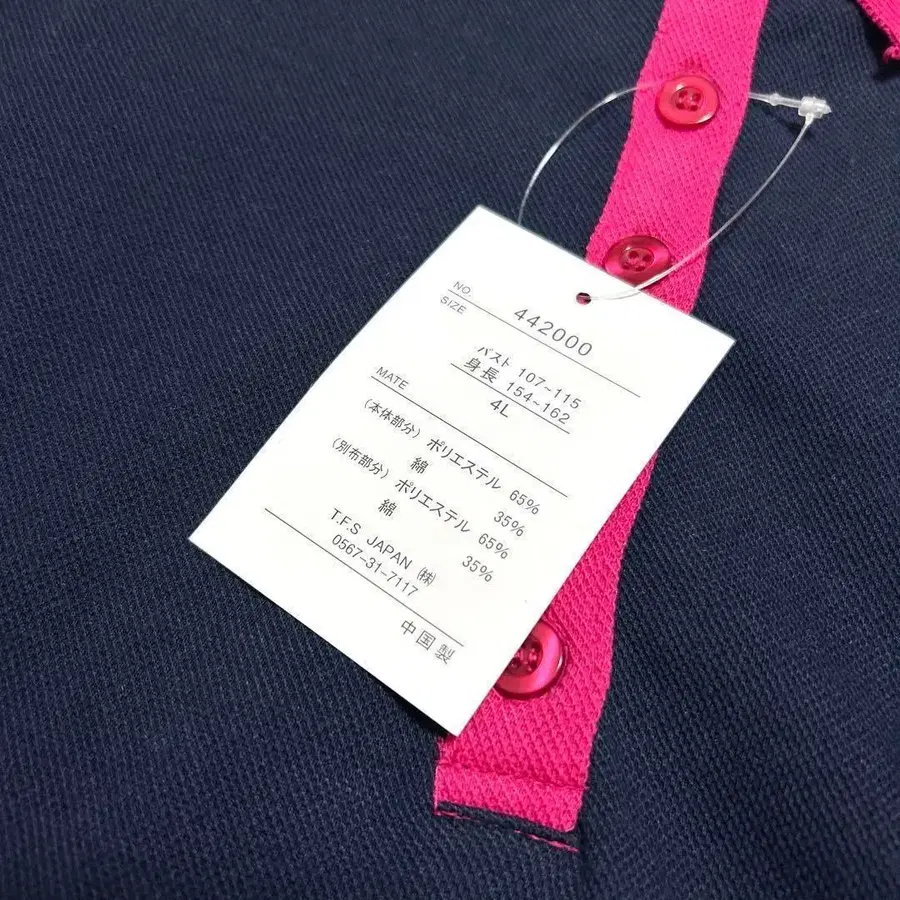 NO. 442000
SIZE
バスト 107~115
身長 154~162
4L
MATE
(本体部分) ポリエステル 65%
綿 35%
(別布部分) ポリエステル 65%
綿 35%
T.F.S JAPAN (株)
0567-31-7117
中国製